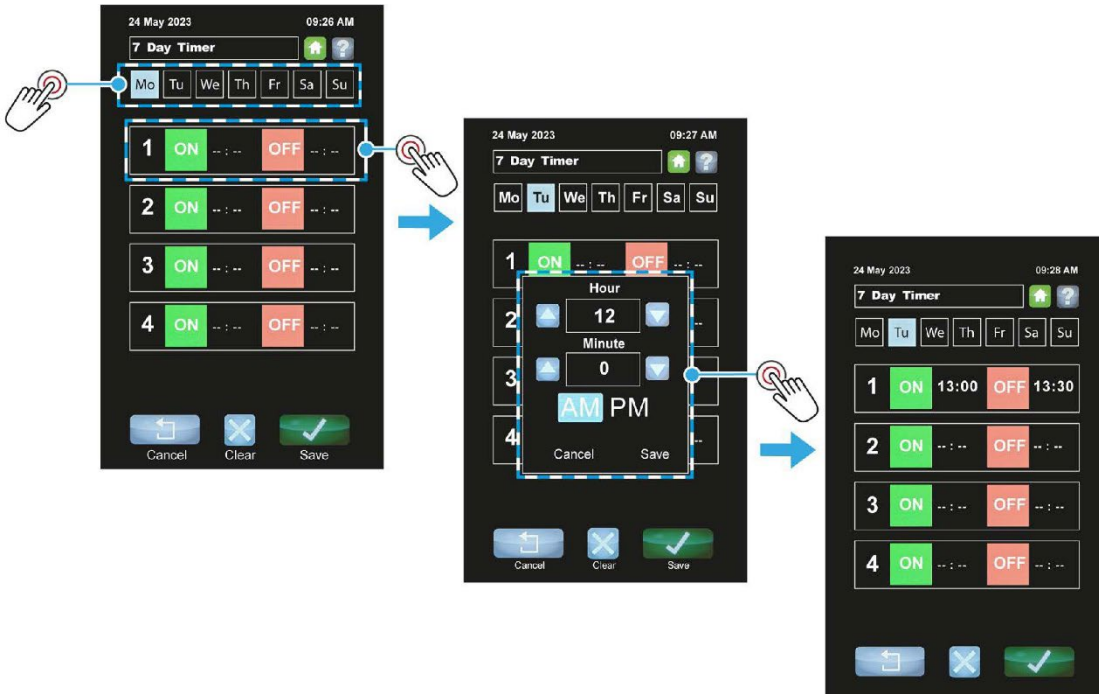 24 May 2023 09:26 AM
7 Day Timer ?
Mo Tu We Th Fr Sa Su
1 ON --:-- OFF --:--
2 ON --:-- OFF --:--
3 ON --:-- OFF --:--
4 ON --:-- OFF --:--
Cancel Clear Save
24 May 2023 09:27 AM
7 Day Timer ?
Mo Tu We Th Fr Sa Su
1 ON --:-- OFF --:--
Hour
2 12 --
Minute
3 0
AM PM
4 --
Cancel Save
Cancel Clear Save
24 May 2023 09:28 AM
7 Day Timer ?
Mo Tu We Th Fr Sa Su
1 ON 13:00 OFF 13:30
2 ON --:-- OFF --:--
3 ON --:-- OFF --:--
4 ON --:-- OFF --:--